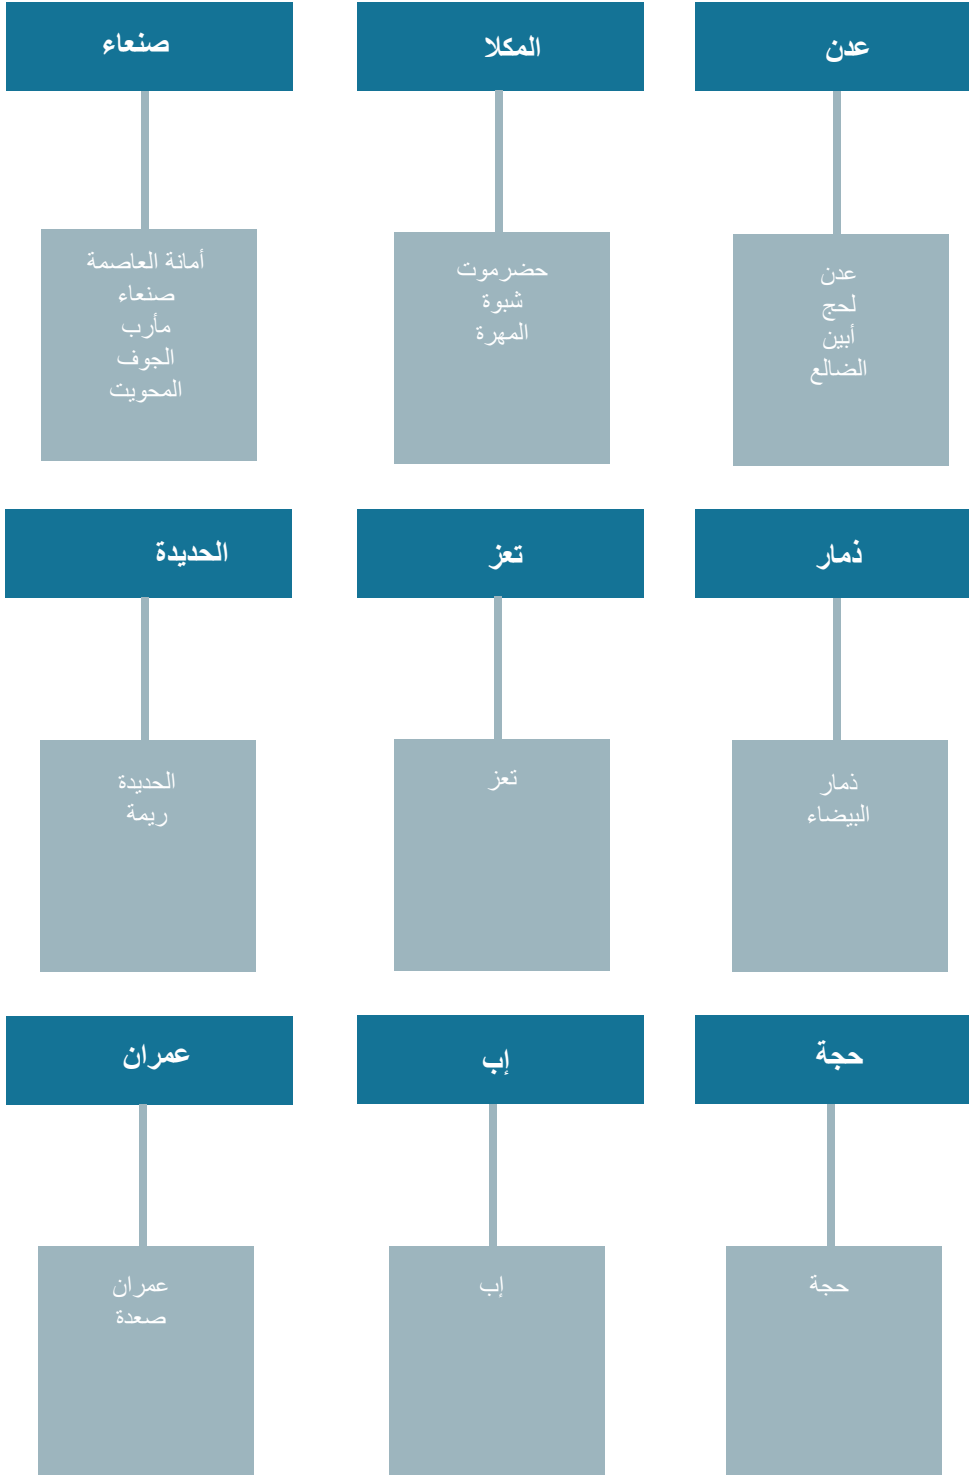 عدن
عدن
لحج
أبين
الضالع
المكلا
حضرموت
شبوة
المهرة
صنعاء
أمانة العاصمة
صنعاء
مأرب
الجوف
المحويت
ذمار
ذمار
البيضاء
تعز
تعز
الحديدة
الحديدة
ريمة
حجة
حجة
إب
إب
عمران
عمران
صعدة